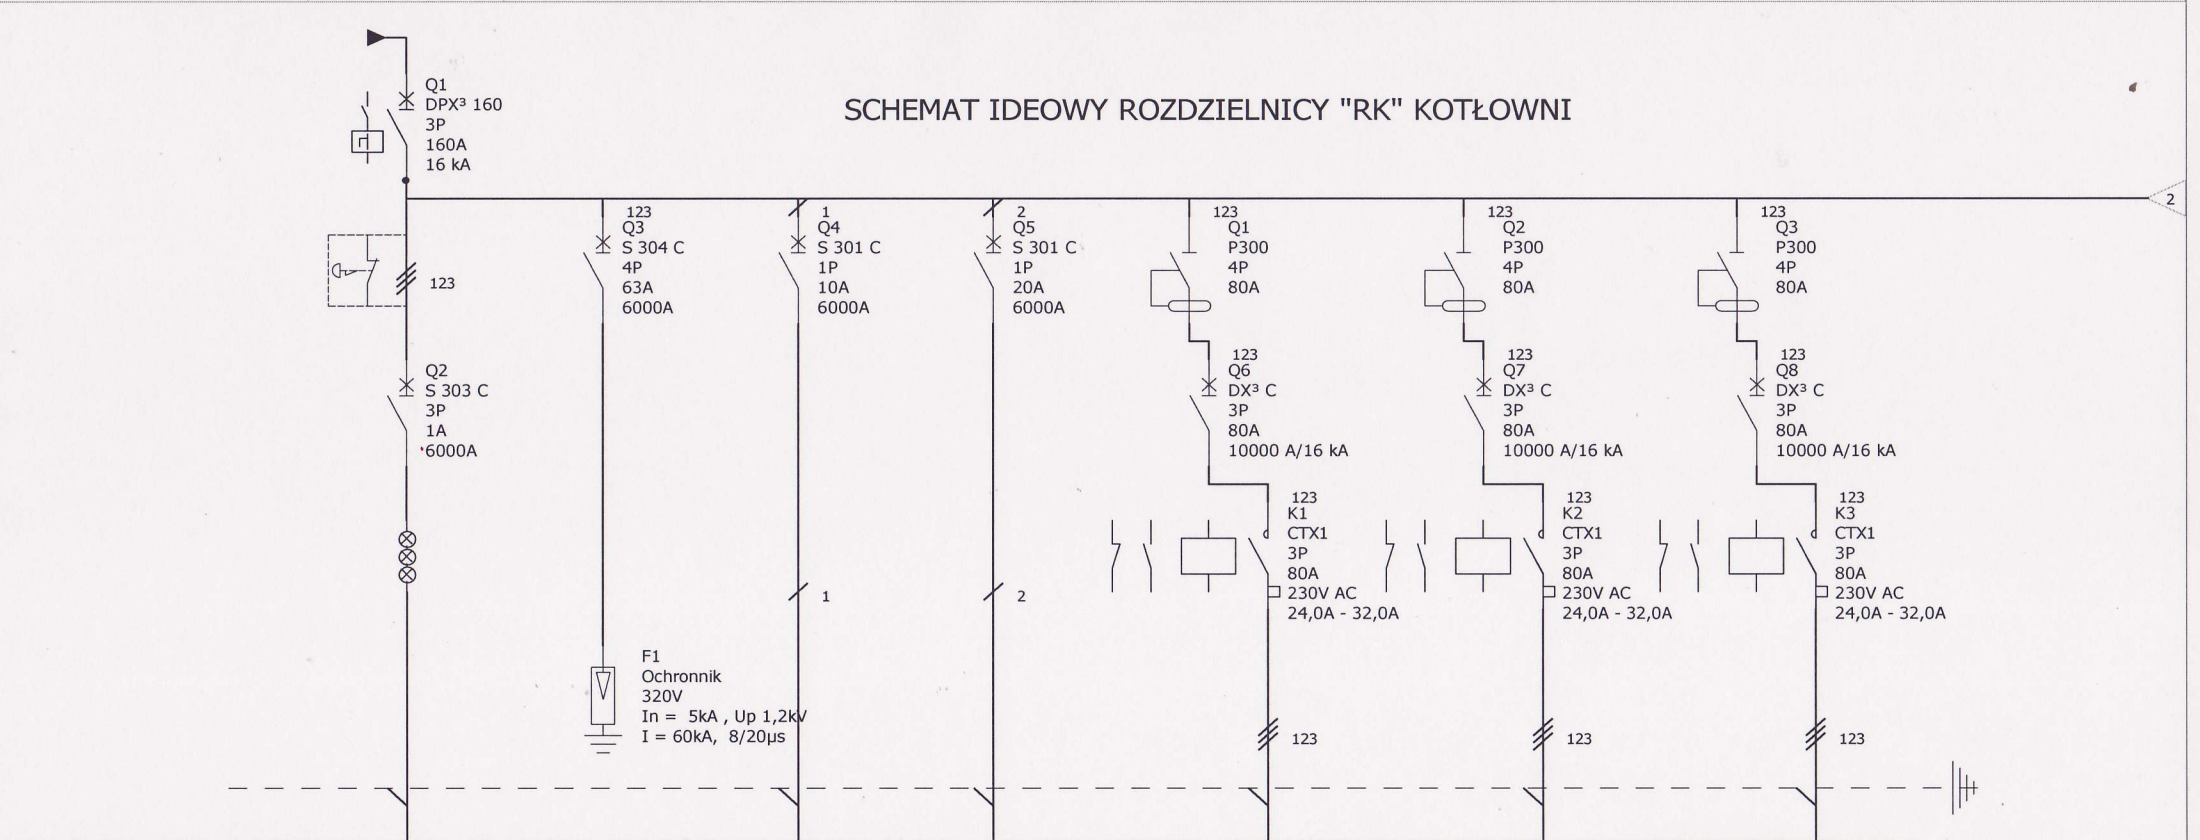 SCHEMAT IDEOWY ROZDZIELNICY "RK" KOTŁOWNI
Q1
DPX³ 160
3P
160A
16 kA
2
123
Q2
S 303 C
3P
1A
6000A
123
Q3
S 304 C
4P
63A
6000A
F1
Ochronnik
320V
In = 5kA , Up 1,2kV
I = 60kA, 8/20µs
1
Q4
S 301 C
1P
10A
6000A
1
2
Q5
S 301 C
1P
20A
6000A
2
123
Q1
P300
4P
80A
123
Q6
DX³ C
3P
80A
10000 A/16 kA
123
K1
CTX1
3P
80A
230V AC
24,0A - 32,0A
123
123
Q2
P300
4P
80A
123
Q7
DX³ C
3P
80A
10000 A/16 kA
123
K2
CTX1
3P
80A
230V AC
24,0A - 32,0A
123
123
Q3
P300
4P
80A
123
Q8
DX³ C
3P
80A
10000 A/16 kA
123
K3
CTX1
3P
80A
230V AC
24,0A - 32,0A
123